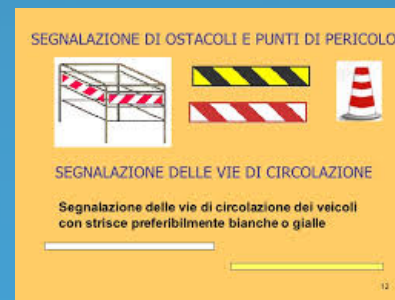 SEGNALAZIONE DI OSTACOLI E PUNTI DI PERICOLO
SEGNALAZIONE DELLE VIE DI CIRCOLAZIONE
Segnalazione delle vie di circolazione dei veicoli
con strisce preferibilmente bianche o gialle
12